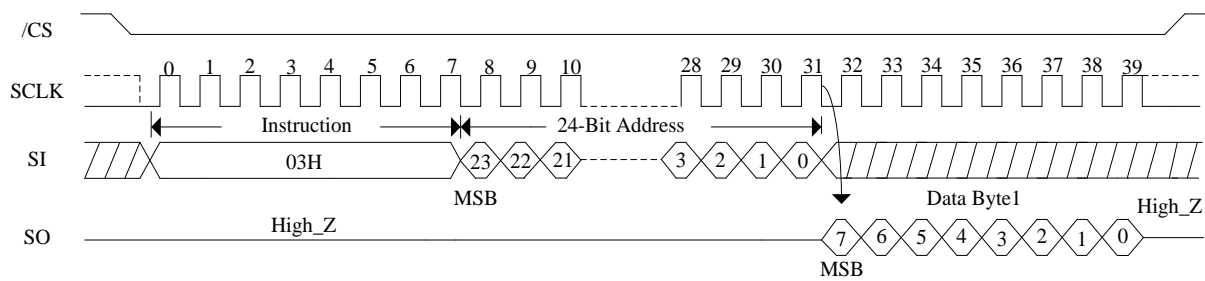 /CS
0 1 2 3 4 5 6 7 8 9 10 28 29 30 31 32 33 34 35 36 37 38 39
SCLK
Instruction 24-Bit Address
SI 03H 23 22 21 3 2 1 0
MSB Data Byte1
High_Z High_Z
SO 7 6 5 4 3 2 1 0
MSB